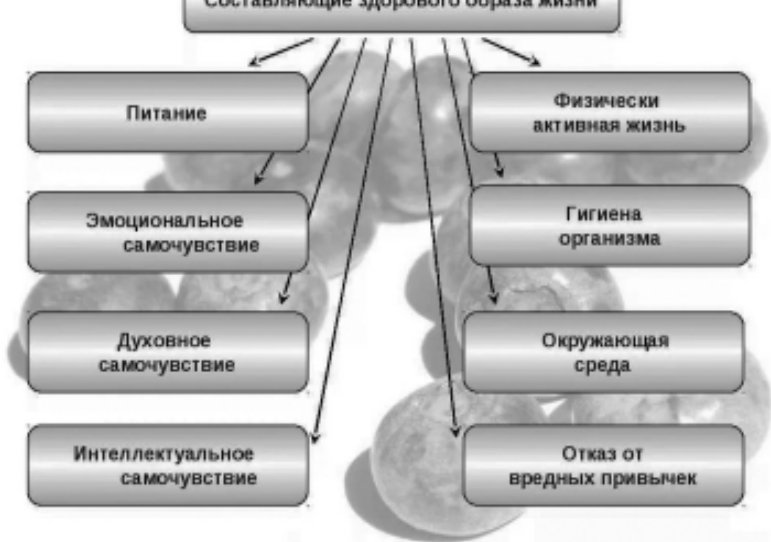 Составляющие здорового образа жизни
Питание
Физически
активная жизнь
Эмоциональное
самочувствие
Гигиена
организма
Духовное
самочувствие
Окружающая
среда
Интеллектуальное
самочувствие
Отказ от
вредных привычек